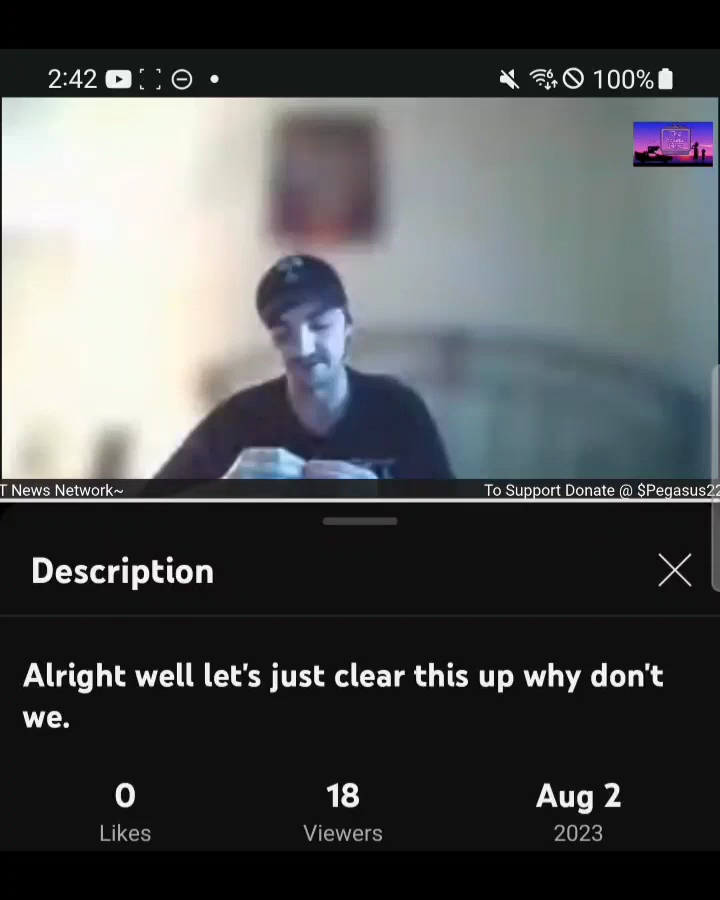 2:42
100%
T News Network~
To Support Donate @ $Pegasus22
Description
Alright well let's just clear this up why don't
we.
0
18
Aug 2
Likes
Viewers
2023